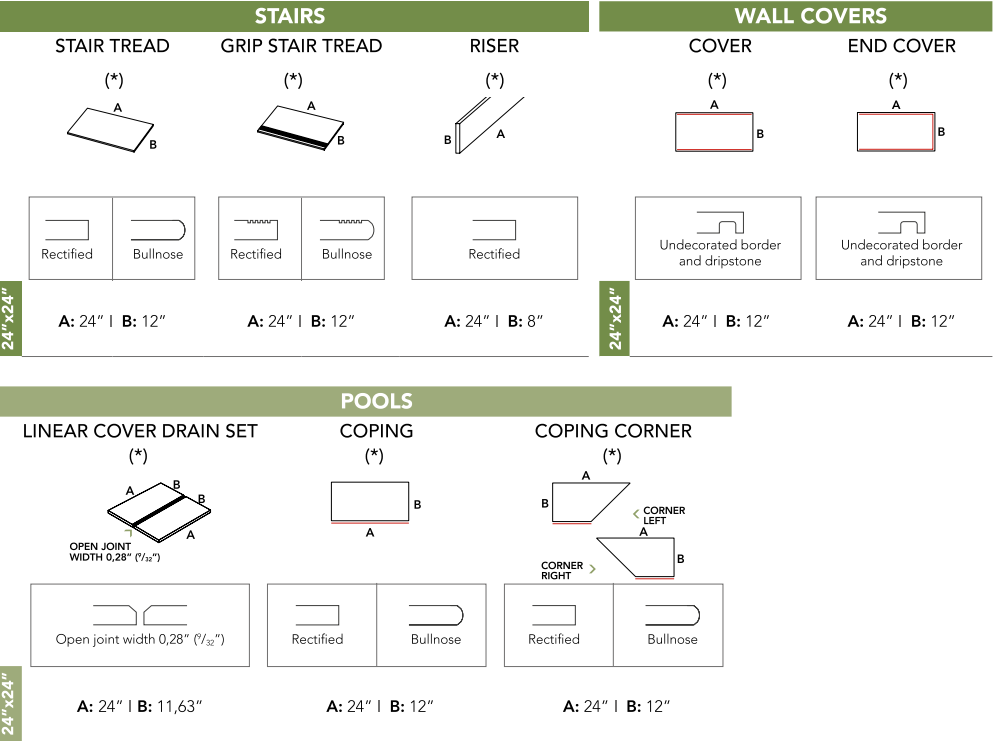 STAIRS
STAIR TREAD GRIP STAIR TREAD RISER
(*) (*) (*)
A A
B B B A
Rectified Bullnose Rectified Bullnose Rectified
24”x24”
A: 24” I B: 12” A: 24” I B: 12” A: 24” I B: 8”
WALL COVERS
COVER END COVER
(*) (*)
A A
B B
Undecorated border Undecorated border
and dripstone and dripstone
24”x24”
A: 24” I B: 12” A: 24” I B: 12”
POOLS
LINEAR COVER DRAIN SET COPING COPING CORNER
(*) (*) (*)
A B B A
B A
OPEN JOINT
WIDTH 0,28” (9/32”)
B
A
A
B
CORNER
LEFT
A
B
CORNER
RIGHT
Open joint width 0,28” (9/32”) Rectified Bullnose Rectified Bullnose
24”x24”
A: 24” I B: 11,63” A: 24” I B: 12” A: 24” I B: 12”